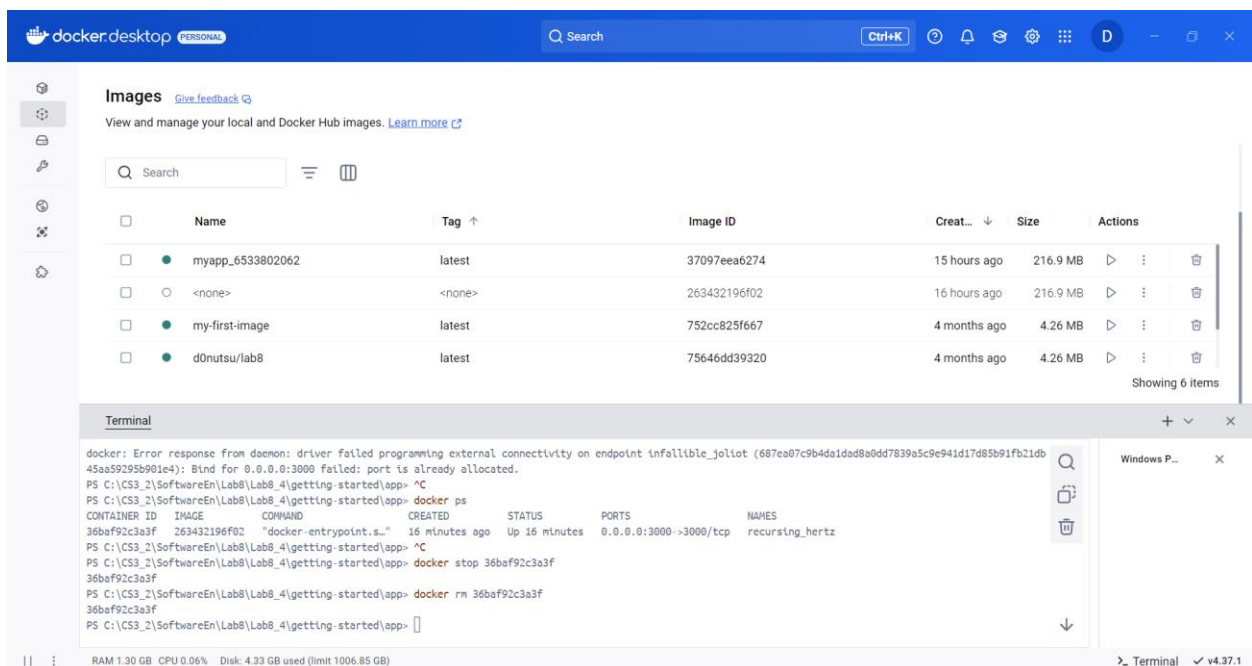 docker.desktop PERSONAL
Search
Ctrl+K
D
Images Give feedback
View and manage your local and Docker Hub images. Learn more
Search
Name Tag ↑ Image ID Creat... ↓ Size Actions
myapp_6533802062 latest 37097eea6274 15 hours ago 216.9 MB
<none> <none> 263432196f02 16 hours ago 216.9 MB
my-first-image latest 752cc825f667 4 months ago 4.26 MB
d0nutsu/lab8 latest 75646dd39320 4 months ago 4.26 MB
Showing 6 items
Terminal
Windows P...
docker: Error response from daemon: driver failed programming external connectivity on endpoint infallible_joliot (687ea07c9b4da1dad8a0dd7839a5c9e941d17d85b91fb21db
45aa59295b901e4): Bind for 0.0.0.0:3000 failed: port is already allocated.
PS C:\CS3_2\SoftwareEn\Lab8\Lab8_4\getting-started\app> ^C
PS C:\CS3_2\SoftwareEn\Lab8\Lab8_4\getting-started\app> docker ps
CONTAINER ID IMAGE COMMAND CREATED STATUS PORTS NAMES
36baf92c3a3f 263432196f02 "docker-entrypoint.s…" 16 minutes ago Up 16 minutes 0.0.0.0:3000->3000/tcp recursing_hertz
PS C:\CS3_2\SoftwareEn\Lab8\Lab8_4\getting-started\app> ^C
PS C:\CS3_2\SoftwareEn\Lab8\Lab8_4\getting-started\app> docker stop 36baf92c3a3f
36baf92c3a3f
PS C:\CS3_2\SoftwareEn\Lab8\Lab8_4\getting-started\app> docker rm 36baf92c3a3f
36baf92c3a3f
PS C:\CS3_2\SoftwareEn\Lab8\Lab8_4\getting-started\app>
RAM 1.30 GB CPU 0.06% Disk: 4.33 GB used (limit 1006.85 GB)
>_ Terminal ✓ v4.37.1